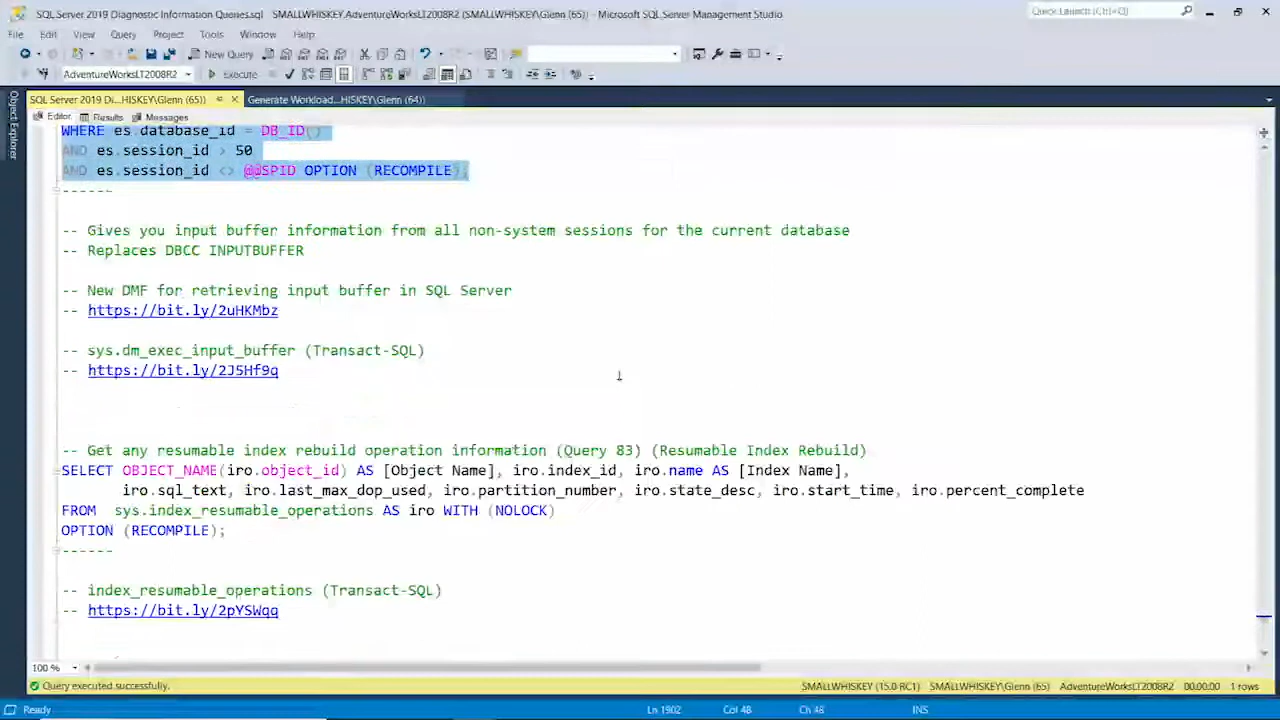 SQL Server 2019 Diagnostic Information Queries.sql
SMALLWHISKEY.AdventureWorksLT2008R2 (SMALLWHISKEY\Glenn (65)) - Microsoft SQL Server Management Studio
Quick Launch (Ctrl+Q)
File Edit View Query Project Tools Window Help
New Query
AdventureWorksLT2008R2 Execute
SQL Server 2019 Di...HISKEY\Glenn (65)) Generate Workload...HISKEY\Glenn (64))
Object Explorer
Editor Results Messages
WHERE es.database_id = DB_ID()
AND es.session_id > 50
AND es.session_id <> @@SPID OPTION (RECOMPILE);
------
-- Gives you input buffer information from all non-system sessions for the current database
-- Replaces DBCC INPUTBUFFER
-- New DMF for retrieving input buffer in SQL Server
-- https://bit.ly/2uHKMbz
-- sys.dm_exec_input_buffer (Transact-SQL)
-- https://bit.ly/2J5Hf9q
-- Get any resumable index rebuild operation information (Query 83) (Resumable Index Rebuild)
SELECT OBJECT_NAME(iro.object_id) AS [Object Name], iro.index_id, iro.name AS [Index Name],
iro.sql_text, iro.last_max_dop_used, iro.partition_number, iro.state_desc, iro.start_time, iro.percent_complete
FROM sys.index_resumable_operations AS iro WITH (NOLOCK)
OPTION (RECOMPILE);
------
-- index_resumable_operations (Transact-SQL)
-- https://bit.ly/2pYSWqq
100 %
Query executed successfully.
SMALLWHISKEY (15.0 RC1) SMALLWHISKEY\Glenn (65) AdventureWorksLT2008R2 00:00:00 1 rows
Ready Ln 1902 Col 48 Ch 48 INS